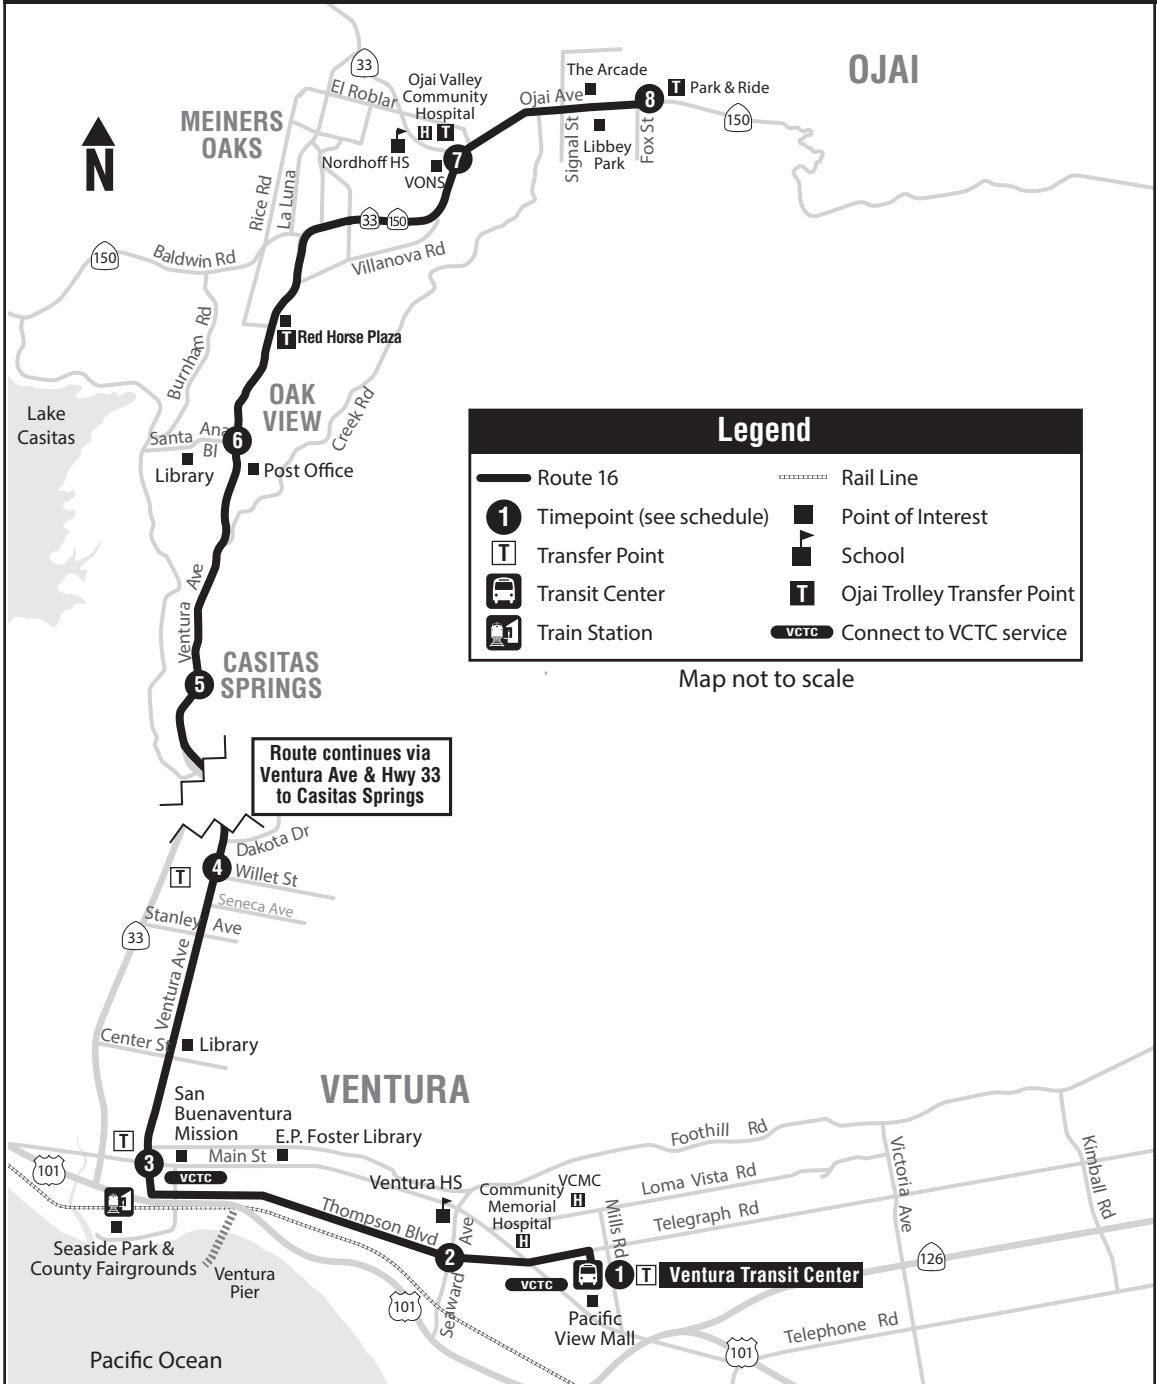 33
OJAI
The Arcade
El Roblar
Ojai Valley
Community
Hospital
H
T
Ojai Ave
8
T
Park & Ride
150
MEINERS
OAKS
N
Nordhoff HS
VONS
7
Signal St
Libbey
Park
Fox St
Rice Rd
La Luna
33
150
150
Baldwin Rd
Villanova Rd
Burnham Rd
T
Red Horse Plaza
OAK
VIEW
Creek Rd
Lake
Casitas
Santa Ana
Bl
6
Library
Post Office
Legend
Route 16
Rail Line
1
Timepoint (see schedule)
Point of Interest
T
Transfer Point
School
Transit Center
T
Ojai Trolley Transfer Point
Train Station
VCTC
Connect to VCTC service
Map not to scale
Ventura Ave
CASITAS
SPRINGS
5
Route continues via
Ventura Ave & Hwy 33
to Casitas Springs
Dakota Dr
4
T
Willet St
Seneca Ave
Stanley Ave
33
Ventura Ave
Center St
Library
VENTURA
San
Buenaventura
Mission
E.P. Foster Library
T
3
Main St
VCTC
101
Foothill Rd
Victoria Ave
Kimball Rd
Ventura HS
Community
Memorial
Hospital
H
VCMC
H
Loma Vista Rd
Telegraph Rd
Mills Rd
Thompson Blvd
Seaside Park &
County Fairgrounds
Ventura
Pier
2
Seaward Ave
VCTC
1
T
Ventura Transit Center
126
Pacific
View Mall
101
101
Telephone Rd
Pacific Ocean